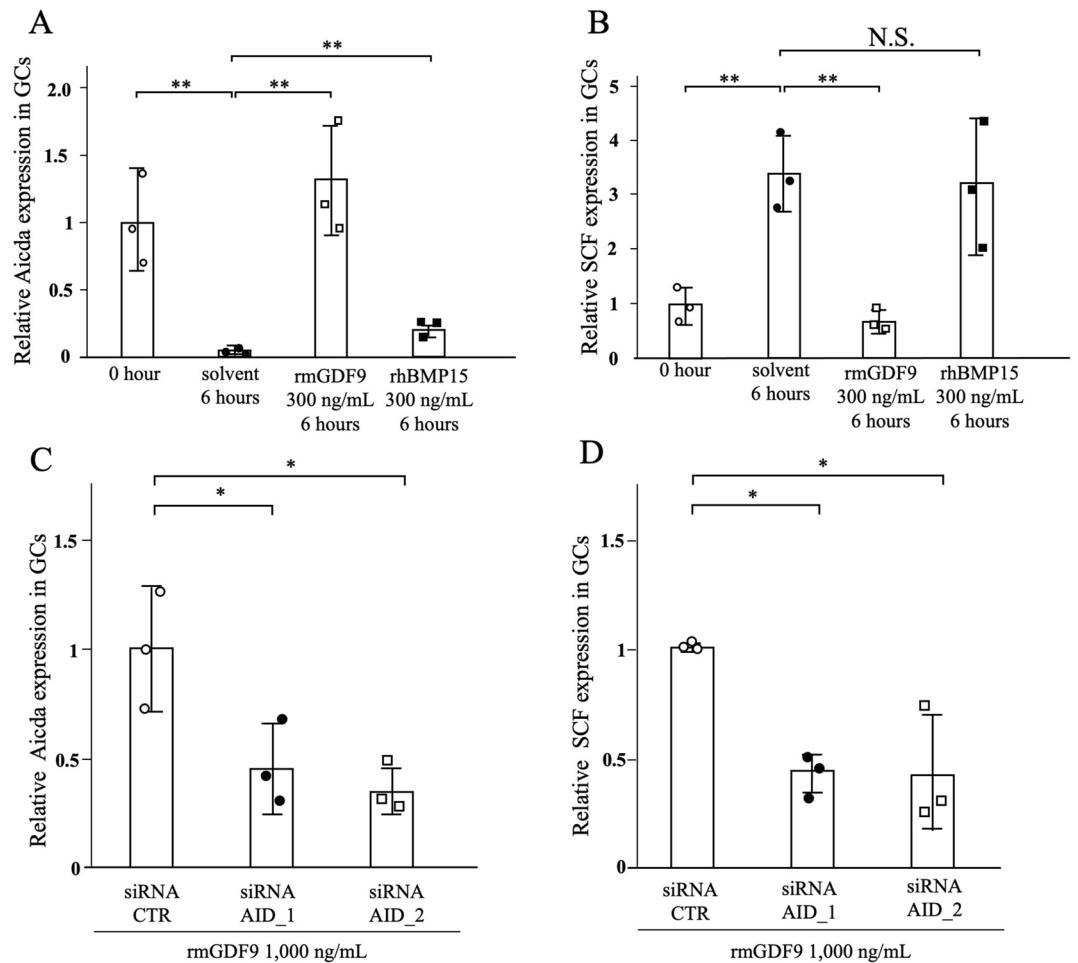 A
Relative Aicda expression in GCs
**
** **
2.0
1.5
1
0.5
0
0 hour
solvent
6 hours
rmGDF9
300 ng/mL
6 hours
rhBMP15
300 ng/mL
6 hours
B
Relative SCF expression in GCs
N.S.
** **
5
4
3
2
1
0
0 hour
solvent
6 hours
rmGDF9
300 ng/mL
6 hours
rhBMP15
300 ng/mL
6 hours
C
Relative Aicda expression in GCs
*
*
1.5
1
0.5
0
siRNA
CTR
siRNA
AID_1
siRNA
AID_2
rmGDF9 1,000 ng/mL
D
Relative SCF expression in GCs
*
*
1.5
1
0.5
0
siRNA
CTR
siRNA
AID_1
siRNA
AID_2
rmGDF9 1,000 ng/mL